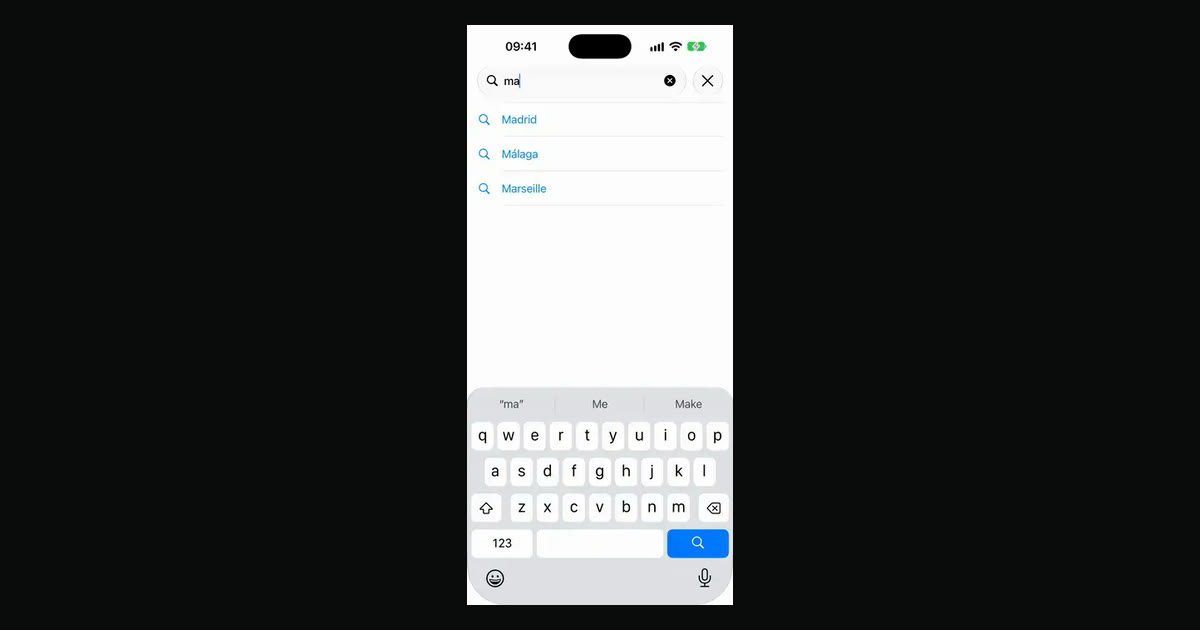 09:41
ma
Madrid
Málaga
Marseille
“ma” Me Make
q w e r t y u i o p
a s d f g h j k l
z x c v b n m
123